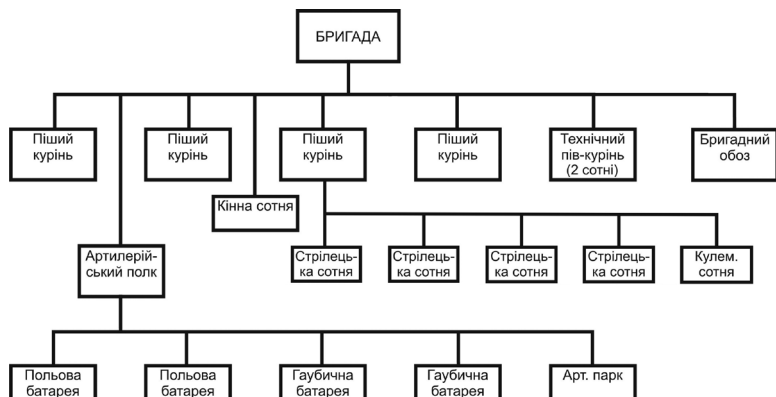 БРИГАДА
Піший
курінь
Піший
курінь
Піший
курінь
Піший
курінь
Технічний
пів-курінь
(2 сотні)
Бригадний
обоз
Кінна сотня
Артилерій-
ський полк
Стрілець-
ка сотня
Стрілець-
ка сотня
Стрілець-
ка сотня
Стрілець-
ка сотня
Кулем.
сотня
Польова
батарея
Польова
батарея
Гаубична
батарея
Гаубична
батарея
Арт. парк